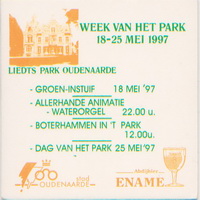 WEEK VAN HET PARK
18-25 MEI 1997
LIEDTS PARK OUDENAARDE
- GROEN-INSTUIF 18 MEI '97
- ALLERHANDE ANIMATIE
- WATERORGEL 22.00 u.
- BOTERHAMMEN IN 'T PARK
12.00u.
- DAG VAN HET PARK 25 MEI '97
stad
OUDENAARDE
ENAME